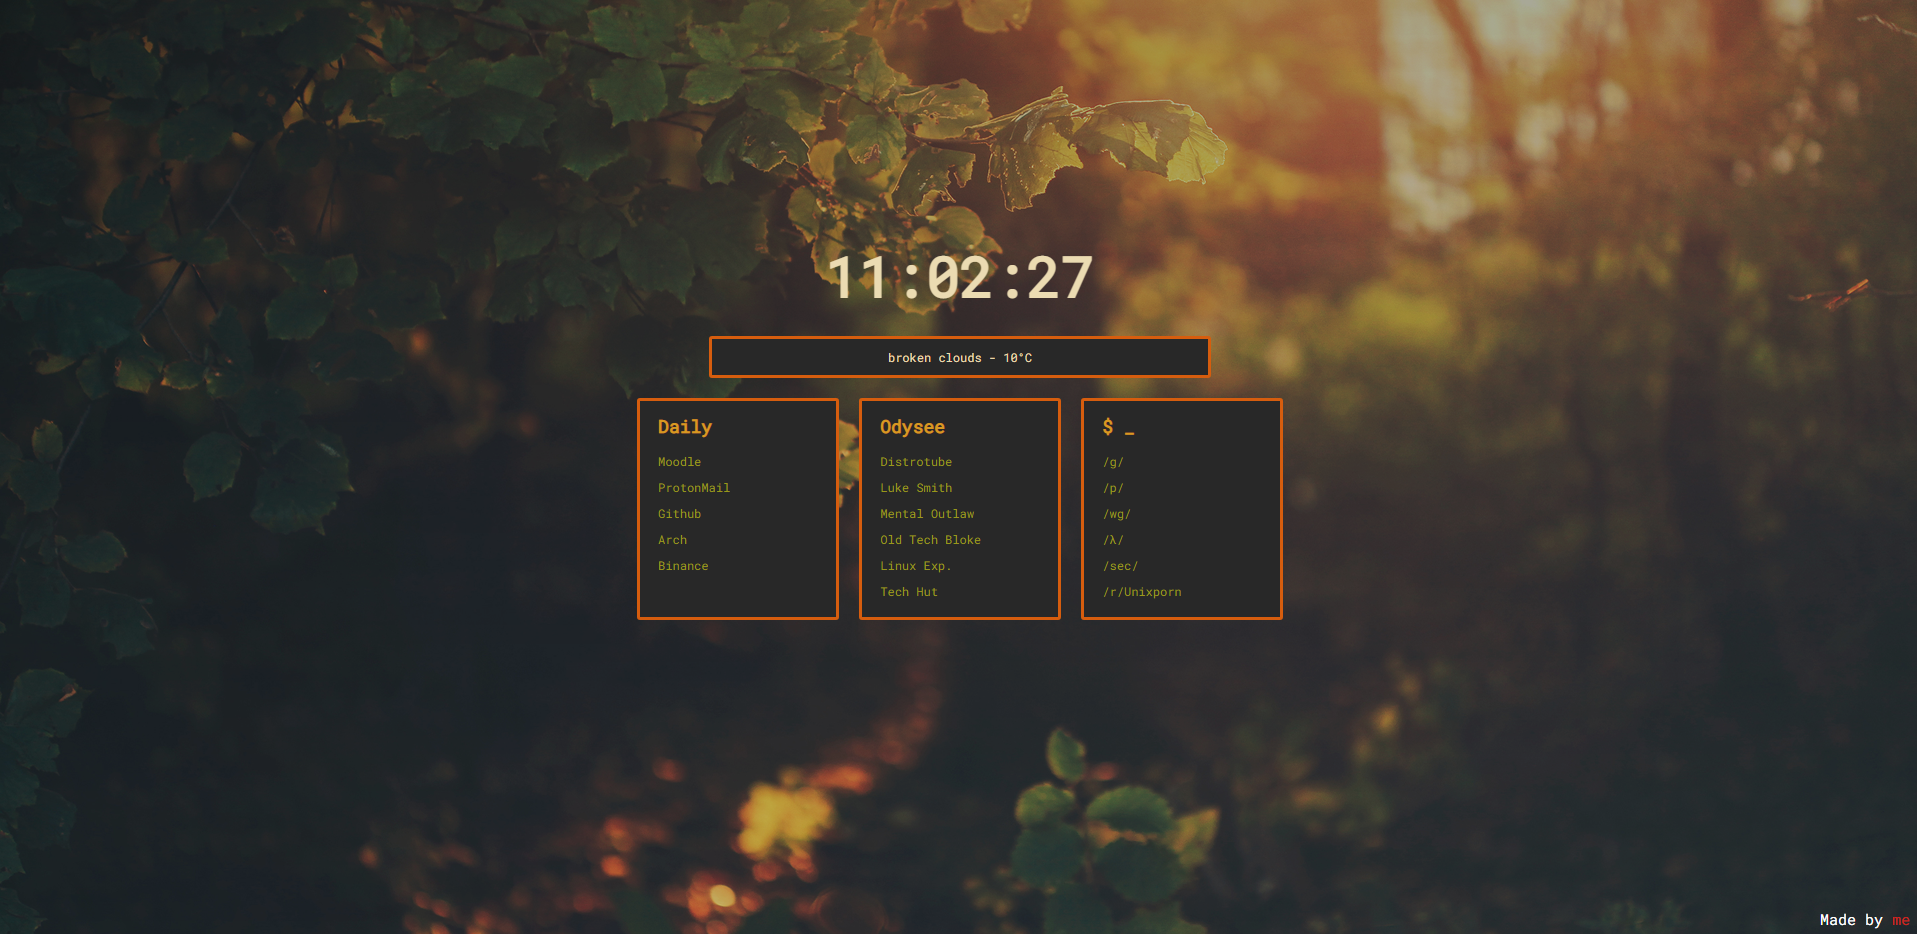 11:02:27
broken clouds - 10°C
Daily
Moodle
ProtonMail
Github
Arch
Binance
Odysee
Distrotube
Luke Smith
Mental Outlaw
Old Tech Bloke
Linux Exp.
Tech Hut
$ _
/g/
/p/
/wg/
/λ/
/sec/
/r/Unixporn
Made by me